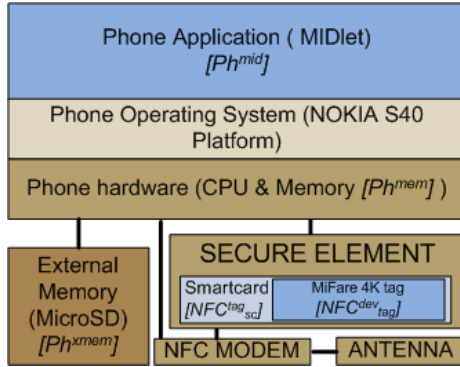 Phone Application ( MIDlet)
[Ph^mid]
Phone Operating System (NOKIA S40
Platform)
Phone hardware (CPU & Memory [Ph^mem] )
External
Memory
(MicroSD)
[Ph^xmem]
SECURE ELEMENT
Smartcard
[NFC^tag_sc]
MiFare 4K tag
[NFC^dev_tag]
NFC MODEM
ANTENNA